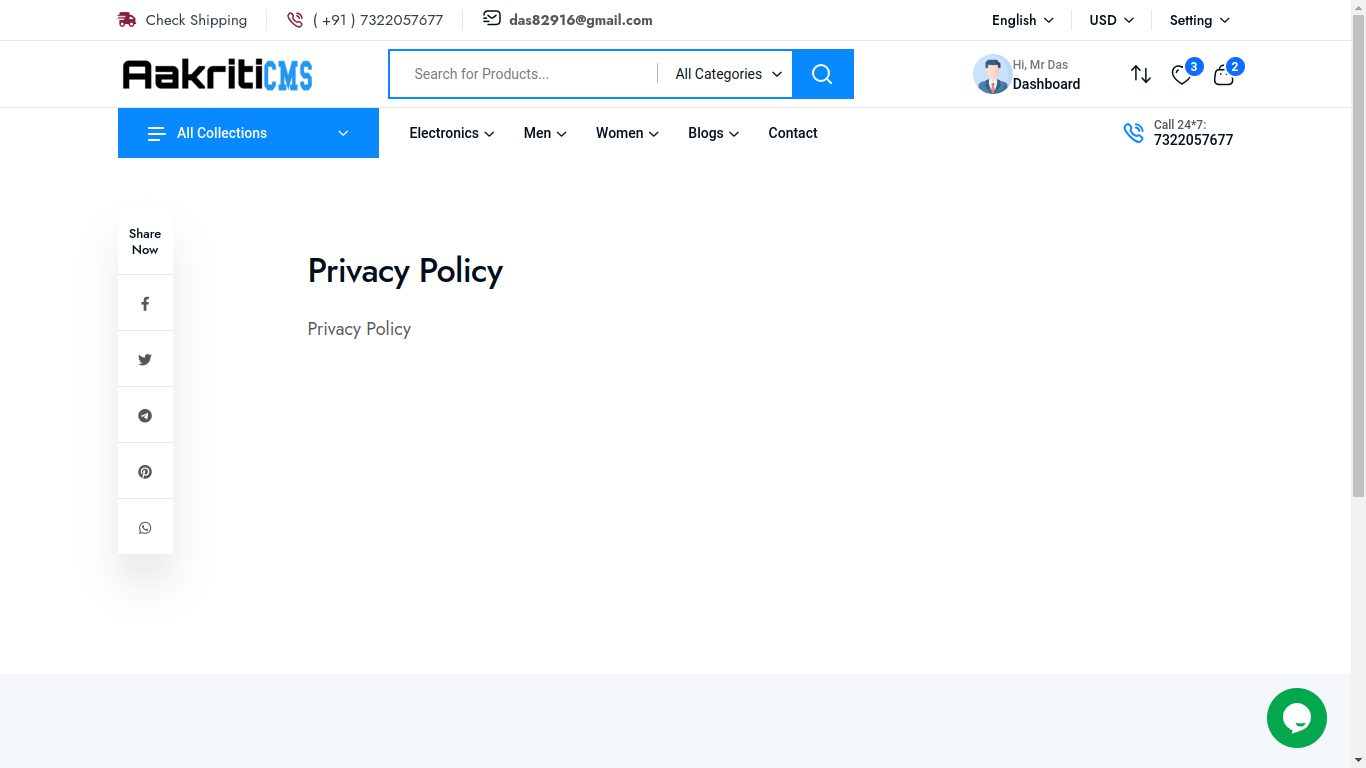 Check Shipping
( +91 ) 7322057677
das82916@gmail.com
English
USD
Setting
AakritiCMS
Search for Products...
All Categories
Hi, Mr Das
Dashboard
3
2
All Collections
Electronics
Men
Women
Blogs
Contact
Call 24*7:
7322057677
Share
Now
Privacy Policy
Privacy Policy